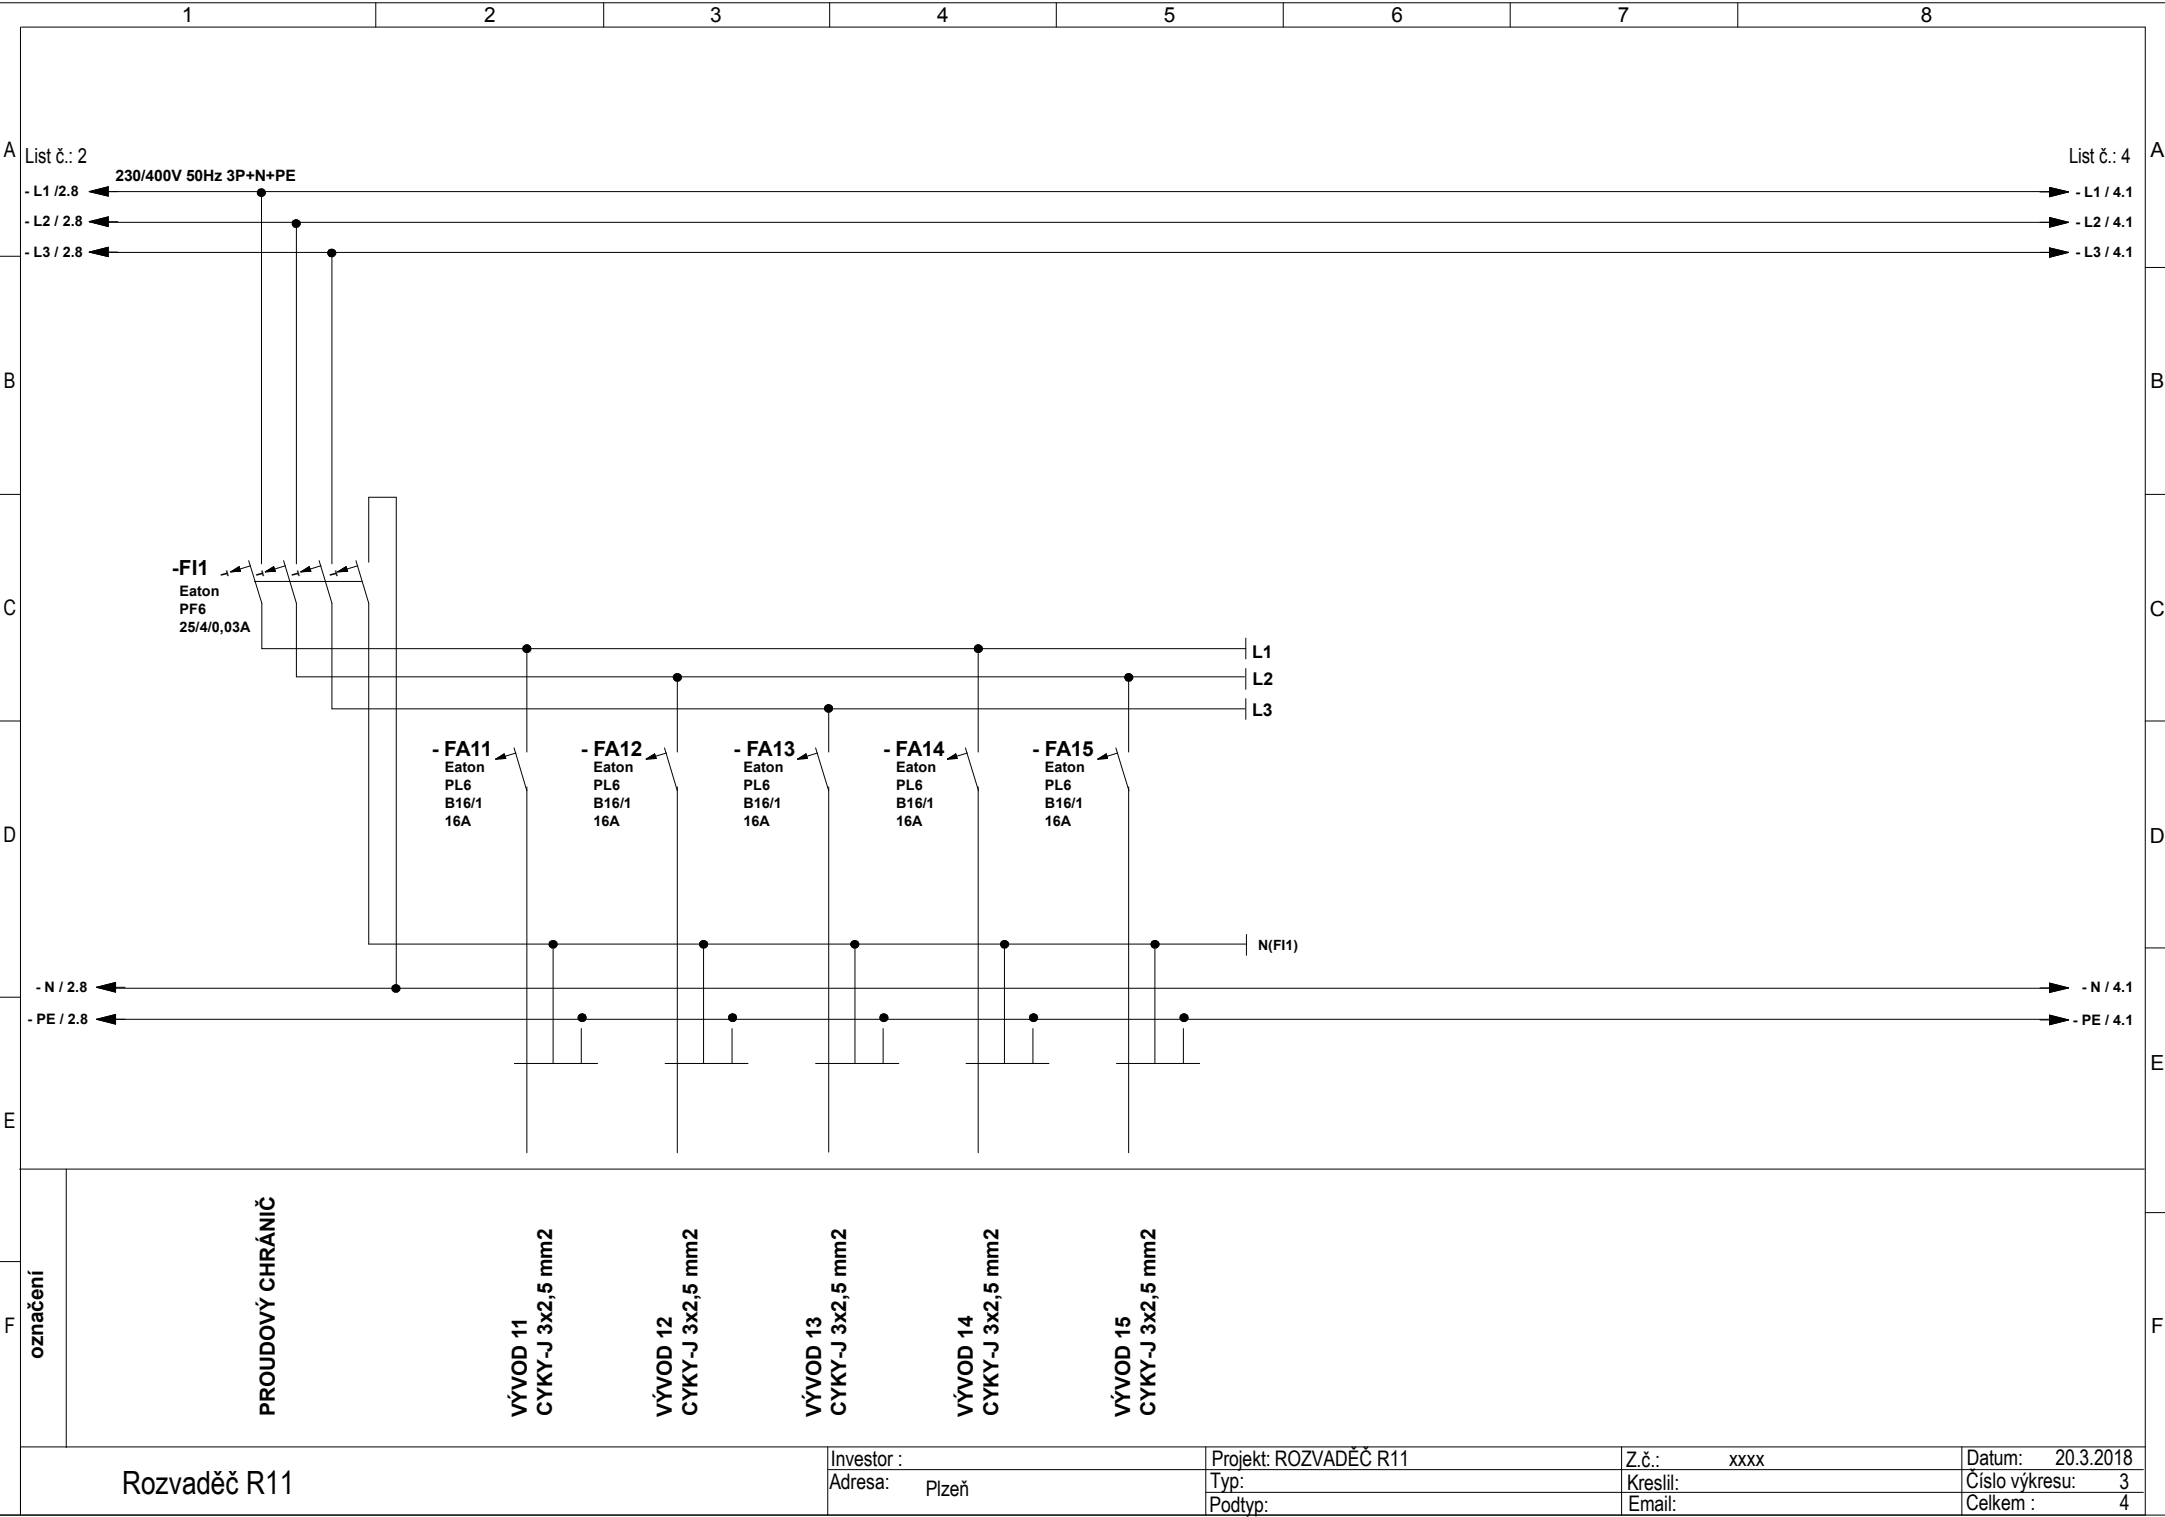 1 2 3 4 5 6 7 8
A A
List č.: 2 List č.: 4
230/400V 50Hz 3P+N+PE
- L1 /2.8 - L1 / 4.1
- L2 / 2.8 - L2 / 4.1
- L3 / 2.8 - L3 / 4.1
B B
-FI1
Eaton
PF6
25/4/0,03A
C C
L1
L2
L3
- FA11
Eaton
PL6
B16/1
16A
- FA12
Eaton
PL6
B16/1
16A
- FA13
Eaton
PL6
B16/1
16A
- FA14
Eaton
PL6
B16/1
16A
- FA15
Eaton
PL6
B16/1
16A
D D
N(FI1)
- N / 2.8 - N / 4.1
- PE / 2.8 - PE / 4.1
E E
F F
označení
PROUDOVÝ CHRÁNIČ
VÝVOD 11
CYKY-J 3x2,5 mm2
VÝVOD 12
CYKY-J 3x2,5 mm2
VÝVOD 13
CYKY-J 3x2,5 mm2
VÝVOD 14
CYKY-J 3x2,5 mm2
VÝVOD 15
CYKY-J 3x2,5 mm2
Rozvaděč R11
Investor :
Adresa: Plzeň
Projekt: ROZVADĚČ R11
Typ:
Podtyp:
Z.č.: xxxx
Kreslil:
Email:
Datum: 20.3.2018
Číslo výkresu: 3
Celkem : 4